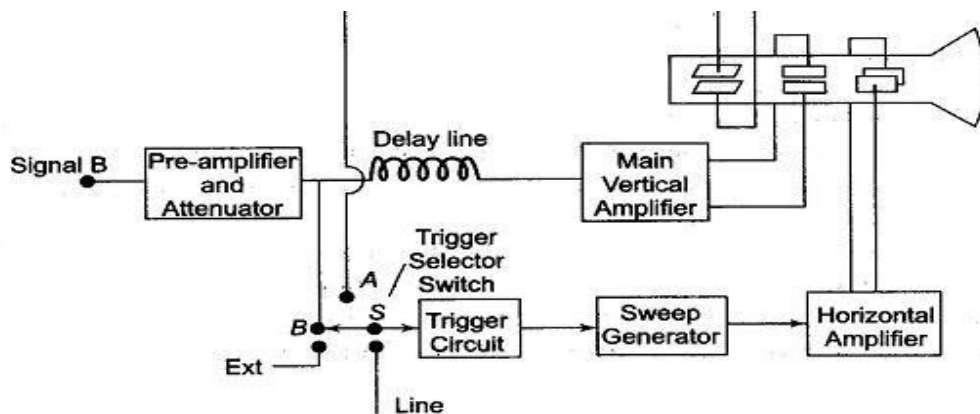 Signal B
Pre-amplifier
and
Attenuator
Delay line
Main
Vertical
Amplifier
Trigger
Selector
Switch
A
S
B
Ext
Line
Trigger
Circuit
Sweep
Generator
Horizontal
Amplifier